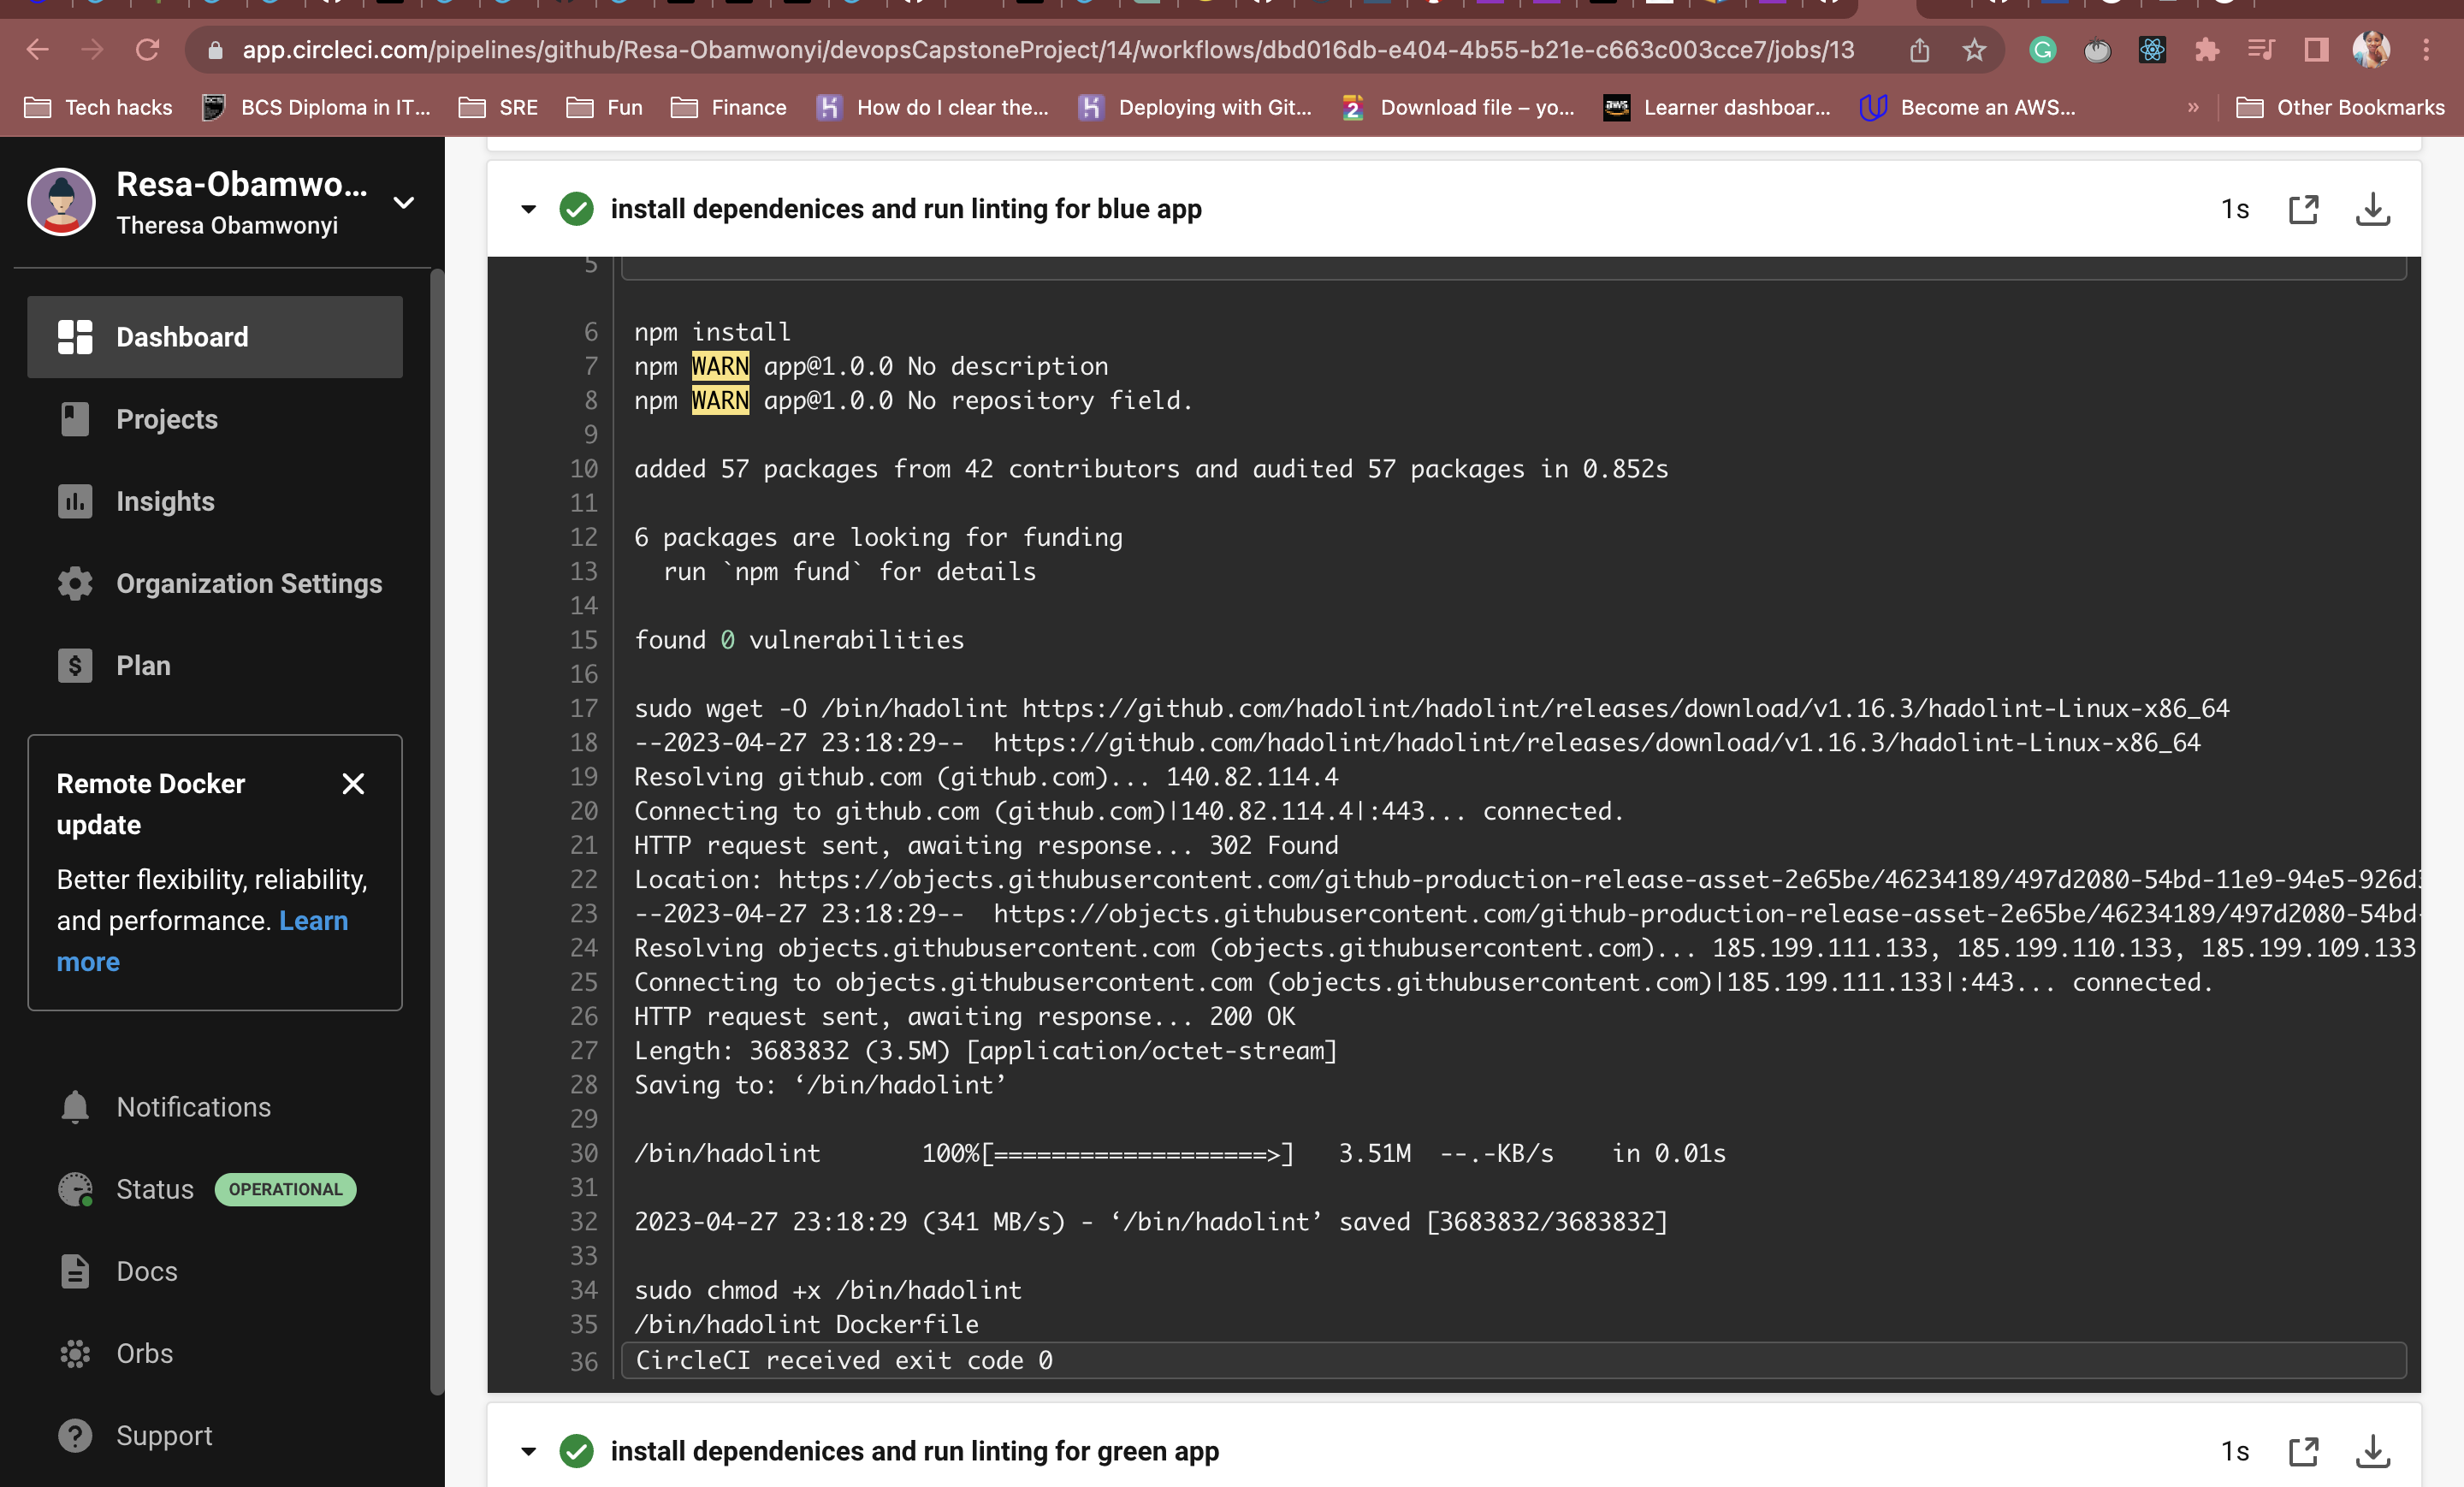 app.circleci.com/pipelines/github/Resa-Obamwonyi/devopsCapstoneProject/14/workflows/dbd016db-e404-4b55-b21e-c663c003cce7/jobs/13
Tech hacks
BCS Diploma in IT...
SRE
Fun
Finance
How do I clear the...
Deploying with Git...
Download file – yo...
Learner dashboar...
Become an AWS...
»
Other Bookmarks
Resa-Obamwo...
Theresa Obamwonyi
Dashboard
Projects
Insights
Organization Settings
Plan
Remote Docker
update
Better flexibility, reliability,
and performance. Learn
more
Notifications
Status OPERATIONAL
Docs
Orbs
Support
install dependenices and run linting for blue app 1s
5
6 npm install
7 npm WARN app@1.0.0 No description
8 npm WARN app@1.0.0 No repository field.
9
10 added 57 packages from 42 contributors and audited 57 packages in 0.852s
11
12 6 packages are looking for funding
13 run `npm fund` for details
14
15 found 0 vulnerabilities
16
17 sudo wget -O /bin/hadolint https://github.com/hadolint/hadolint/releases/download/v1.16.3/hadolint-Linux-x86_64
18 --2023-04-27 23:18:29-- https://github.com/hadolint/hadolint/releases/download/v1.16.3/hadolint-Linux-x86_64
19 Resolving github.com (github.com)... 140.82.114.4
20 Connecting to github.com (github.com)|140.82.114.4|:443... connected.
21 HTTP request sent, awaiting response... 302 Found
22 Location: https://objects.githubusercontent.com/github-production-release-asset-2e65be/46234189/497d2080-54bd-11e9-94e5-926d
23 --2023-04-27 23:18:29-- https://objects.githubusercontent.com/github-production-release-asset-2e65be/46234189/497d2080-54bd-
24 Resolving objects.githubusercontent.com (objects.githubusercontent.com)... 185.199.111.133, 185.199.110.133, 185.199.109.133
25 Connecting to objects.githubusercontent.com (objects.githubusercontent.com)|185.199.111.133|:443... connected.
26 HTTP request sent, awaiting response... 200 OK
27 Length: 3683832 (3.5M) [application/octet-stream]
28 Saving to: ‘/bin/hadolint’
29
30 /bin/hadolint 100%[===================>] 3.51M --.-KB/s in 0.01s
31
32 2023-04-27 23:18:29 (341 MB/s) - ‘/bin/hadolint’ saved [3683832/3683832]
33
34 sudo chmod +x /bin/hadolint
35 /bin/hadolint Dockerfile
36 CircleCI received exit code 0
install dependenices and run linting for green app 1s